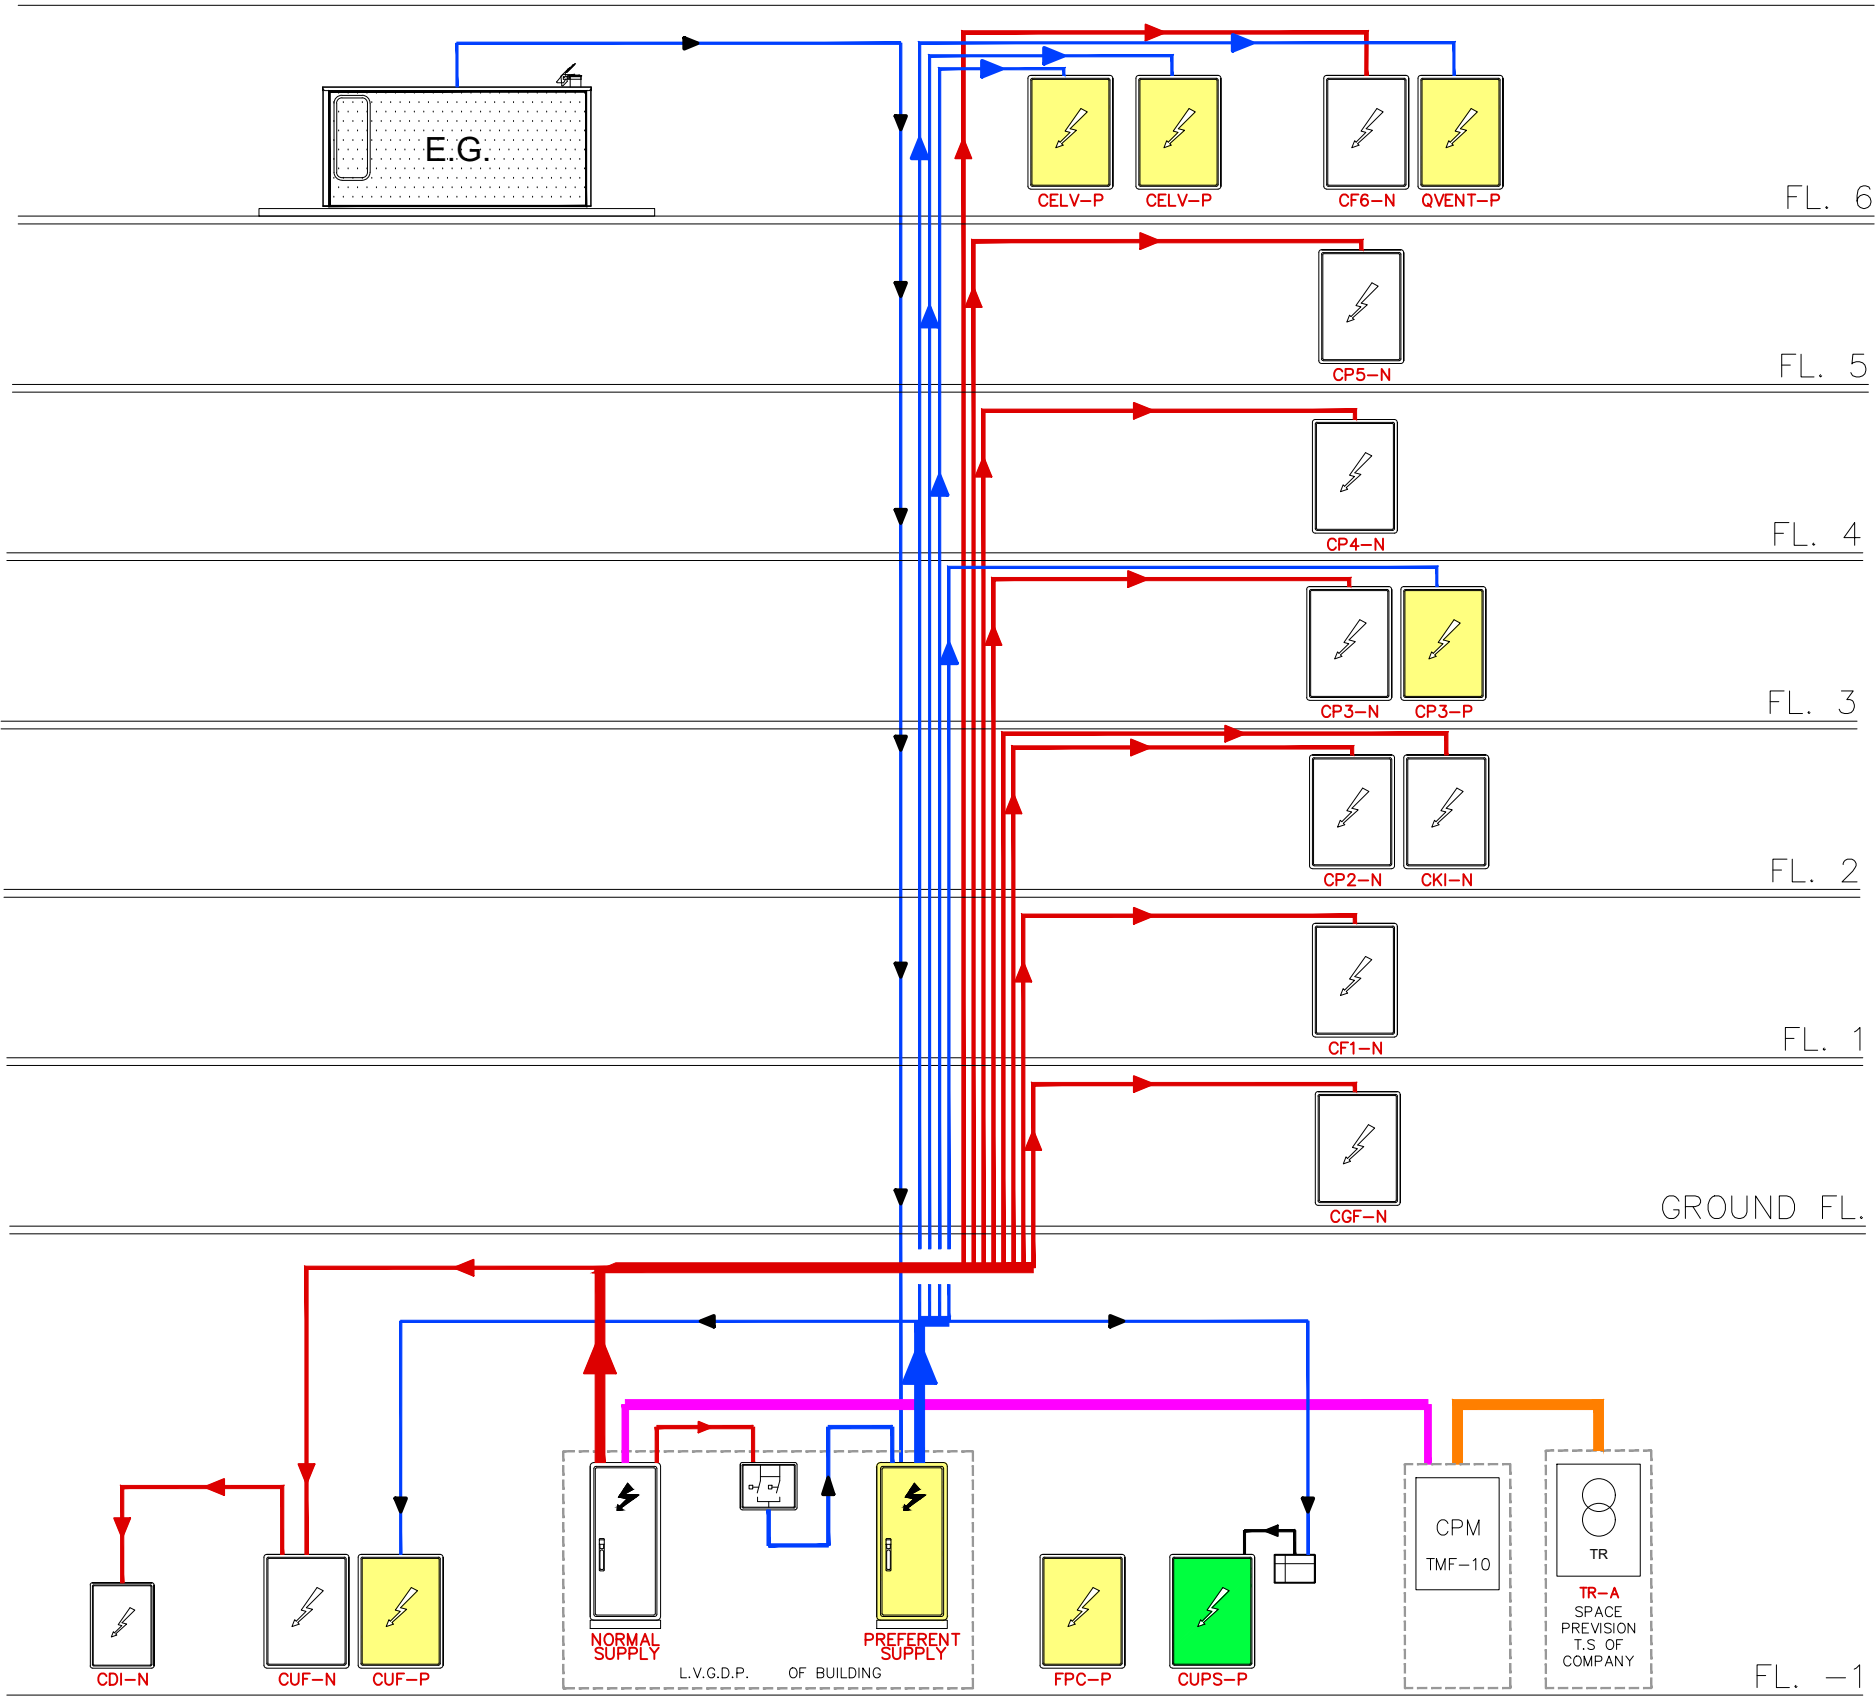 E.G.
CELV-P
CELV-P
CF6-N
QVENT-P
FL. 6
CP5-N
FL. 5
CP4-N
FL. 4
CP3-N
CP3-P
FL. 3
CP2-N
CKI-N
FL. 2
CF1-N
FL. 1
CGF-N
GROUND FL.
CPM
TMF-10
TR
TR-A
SPACE
PREVISION
T.S OF
COMPANY
NORMAL
SUPPLY
PREFERENT
SUPPLY
L.V.G.D.P. OF BUILDING
CDI-N
CUF-N
CUF-P
FPC-P
CUPS-P
FL. -1